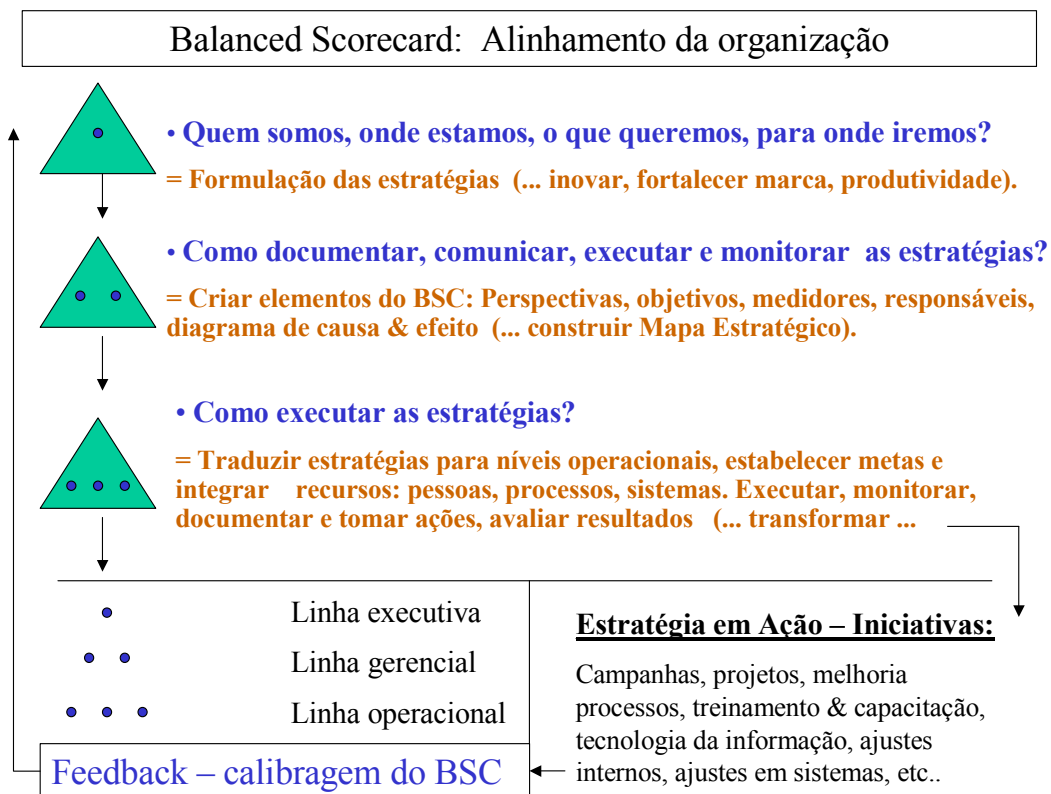 Balanced Scorecard: Alinhamento da organização
• Quem somos, onde estamos, o que queremos, para onde iremos?
= Formulação das estratégias (... inovar, fortalecer marca, produtividade).
• Como documentar, comunicar, executar e monitorar as estratégias?
= Criar elementos do BSC: Perspectivas, objetivos, medidores, responsáveis,
diagrama de causa & efeito (... construir Mapa Estratégico).
• Como executar as estratégias?
= Traduzir estratégias para níveis operacionais, estabelecer metas e
integrar recursos: pessoas, processos, sistemas. Executar, monitorar,
documentar e tomar ações, avaliar resultados (... transformar ...
Linha executiva
Linha gerencial
Linha operacional
Feedback – calibragem do BSC
Estratégia em Ação – Iniciativas:
Campanhas, projetos, melhoria
processos, treinamento & capacitação,
tecnologia da informação, ajustes
internos, ajustes em sistemas, etc..